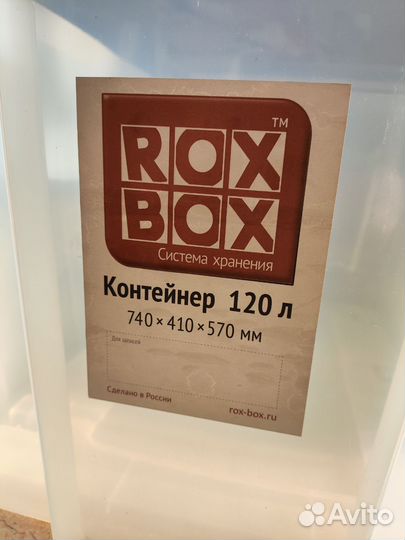 ROX
BOX
TM
Система хранения
Контейнер 120 л
740×410×570 мм
Для записей
Сделано в России
rox-box.ru
Avito